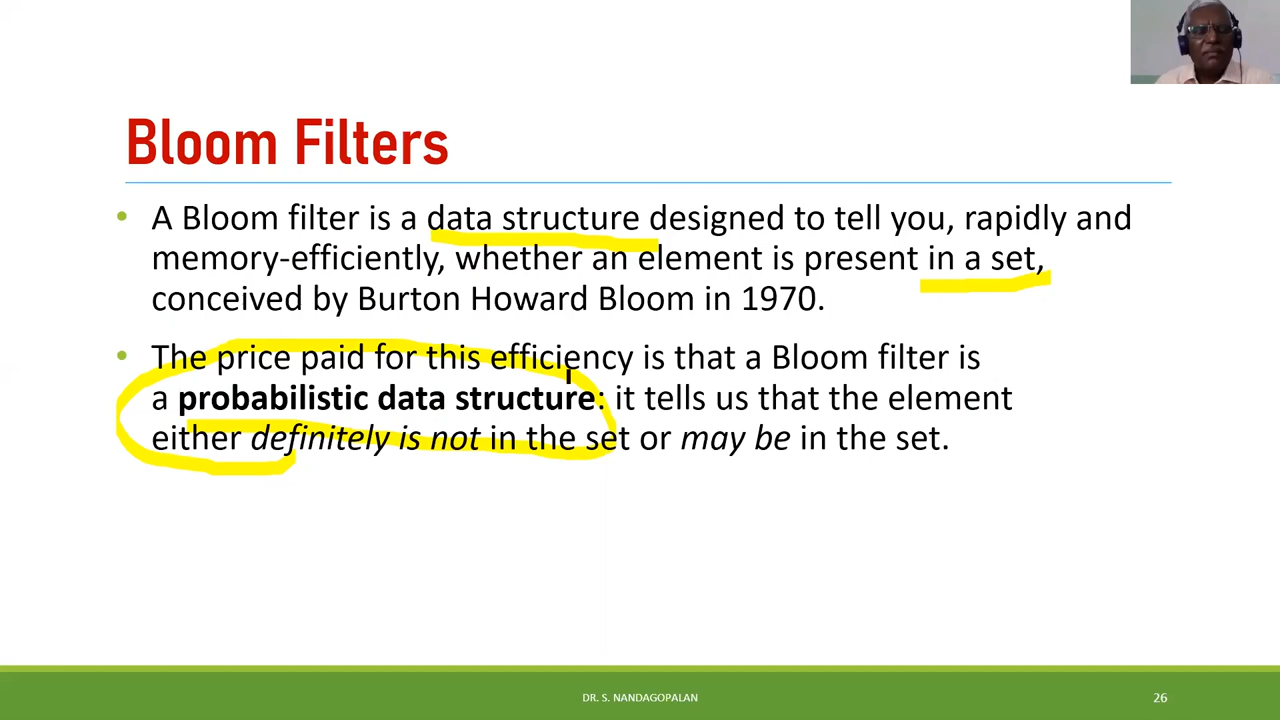 Bloom Filters
• A Bloom filter is a data structure designed to tell you, rapidly and
memory-efficiently, whether an element is present in a set,
conceived by Burton Howard Bloom in 1970.
• The price paid for this efficiency is that a Bloom filter is
a probabilistic data structure: it tells us that the element
either definitely is not in the set or may be in the set.
DR. S. NANDAGOPALAN
26